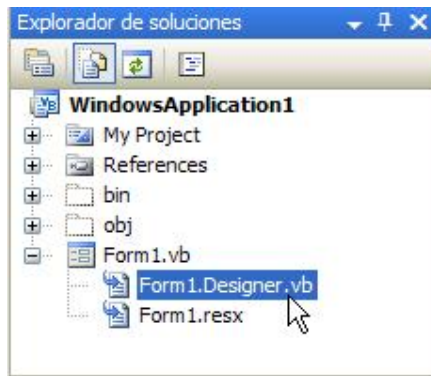 Explorador de soluciones
WindowsApplication1
My Project
References
bin
obj
Form1.vb
Form1.Designer.vb
Form1.resx